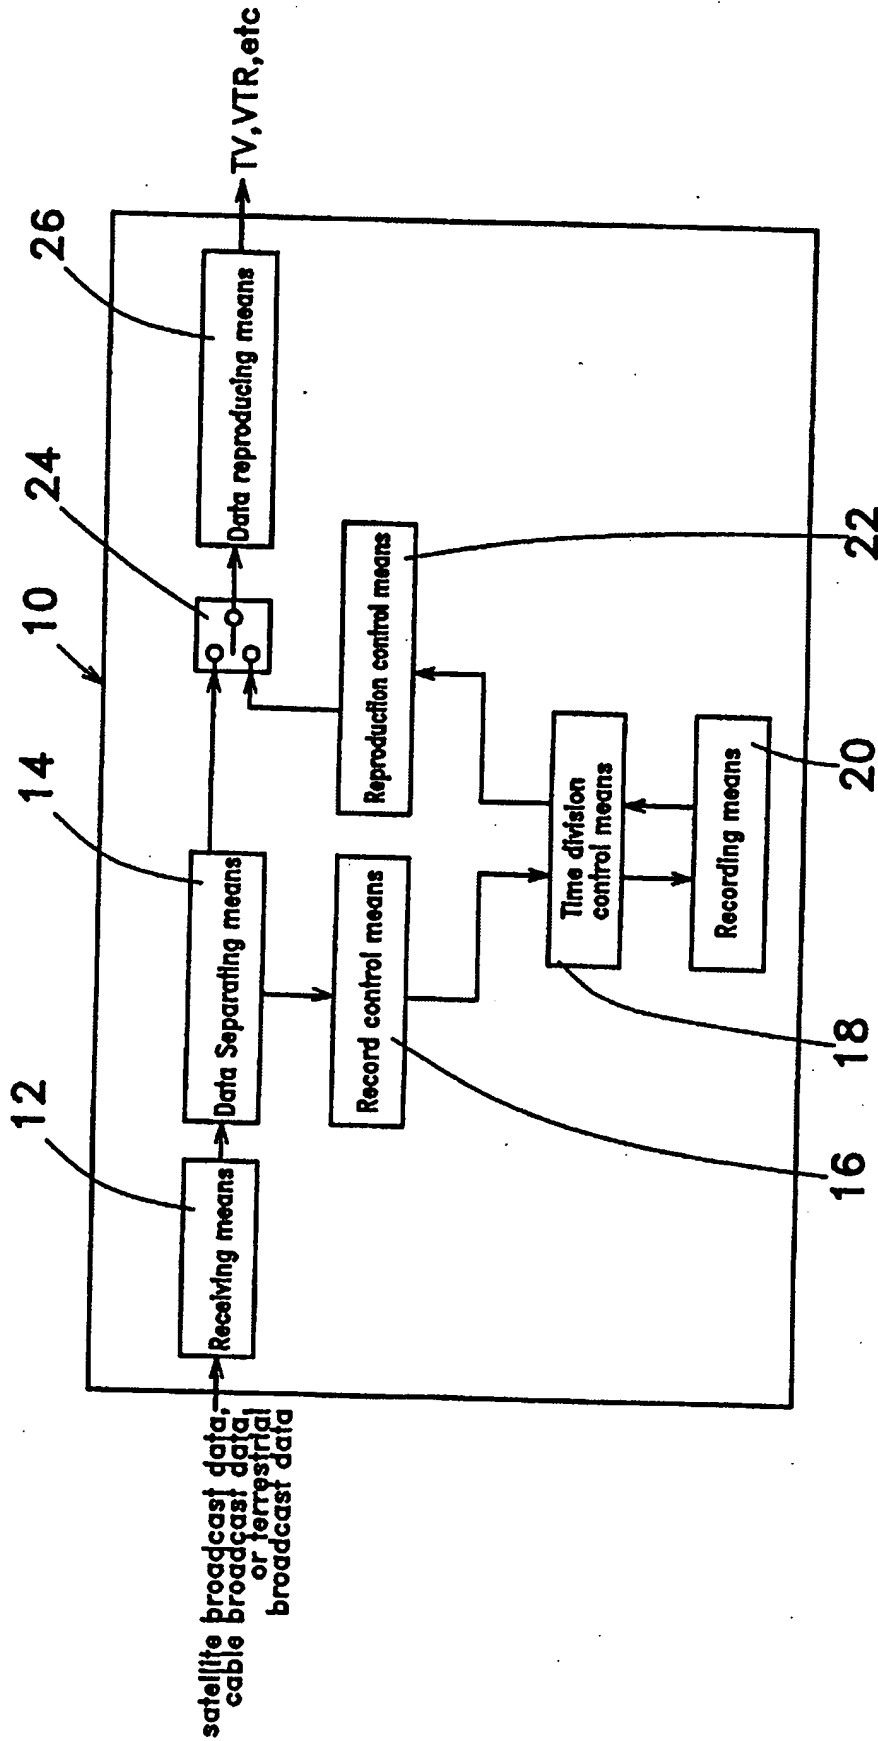 12
14
10
24
26
satellite broadcast data,
cable broadcast data,
or terrestrial
broadcast data
Receiving means
Data Separating means
Data reproducing means
TV,VTR,etc
Record control means
Reproduction control means
Time division
control means
Recording means
16
18
20
22